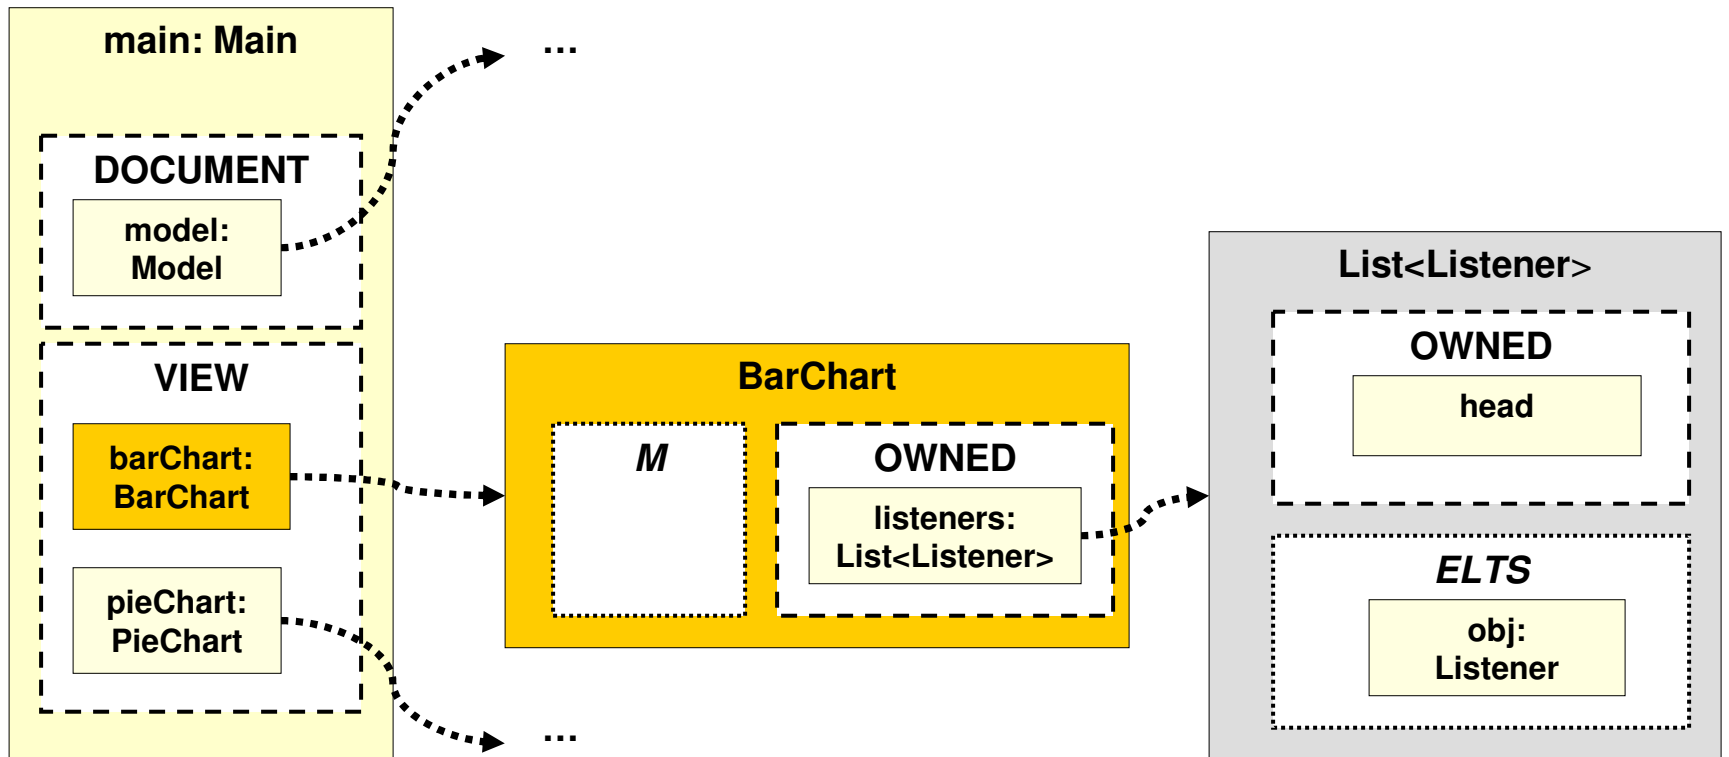 main: Main
...
DOCUMENT
model:
Model
VIEW
barChart:
BarChart
pieChart:
PieChart
...
BarChart
M
OWNED
listeners:
List<Listener>
List<Listener>
OWNED
head
ELTS
obj:
Listener